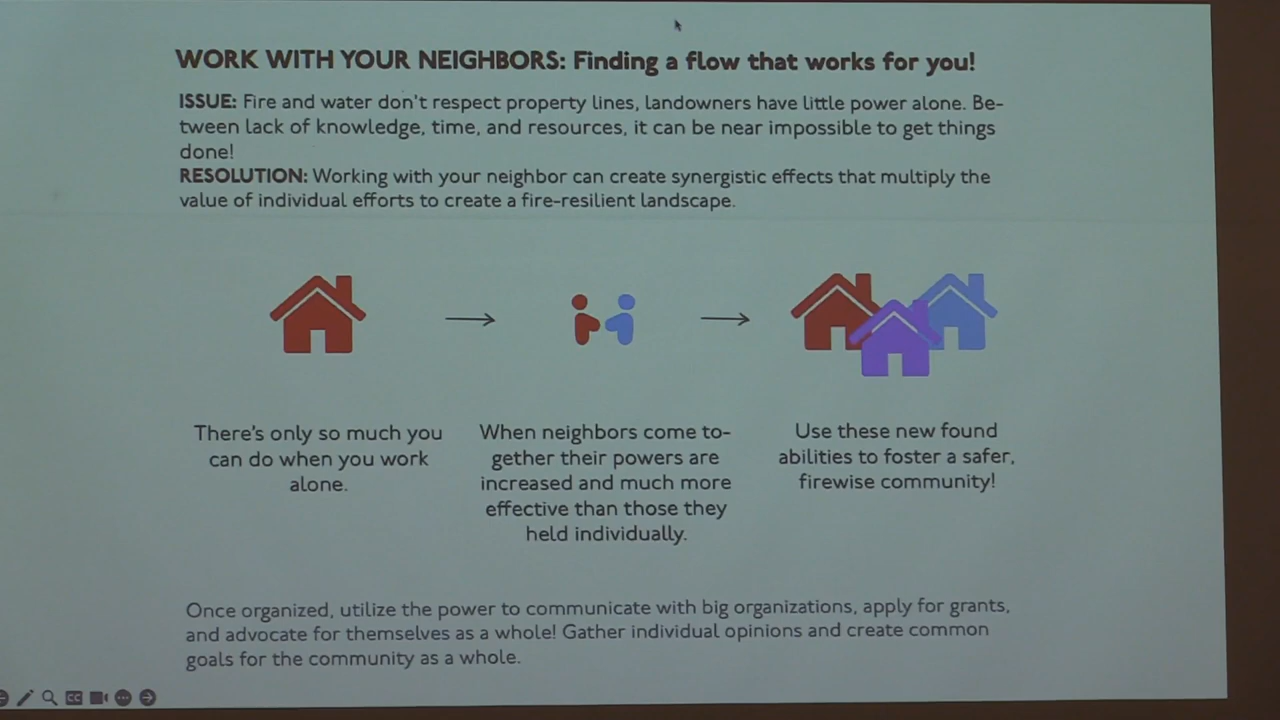 WORK WITH YOUR NEIGHBORS: Finding a flow that works for you!
ISSUE: Fire and water don't respect property lines, landowners have little power alone. Be-
tween lack of knowledge, time, and resources, it can be near impossible to get things
done!
RESOLUTION: Working with your neighbor can create synergistic effects that multiply the
value of individual efforts to create a fire-resilient landscape.
There's only so much you
can do when you work
alone.
When neighbors come to-
gether their powers are
increased and much more
effective than those they
held individually.
Use these new found
abilities to foster a safer,
firewise community!
Once organized, utilize the power to communicate with big organizations, apply for grants,
and advocate for themselves as a whole! Gather individual opinions and create common
goals for the community as a whole.
CC